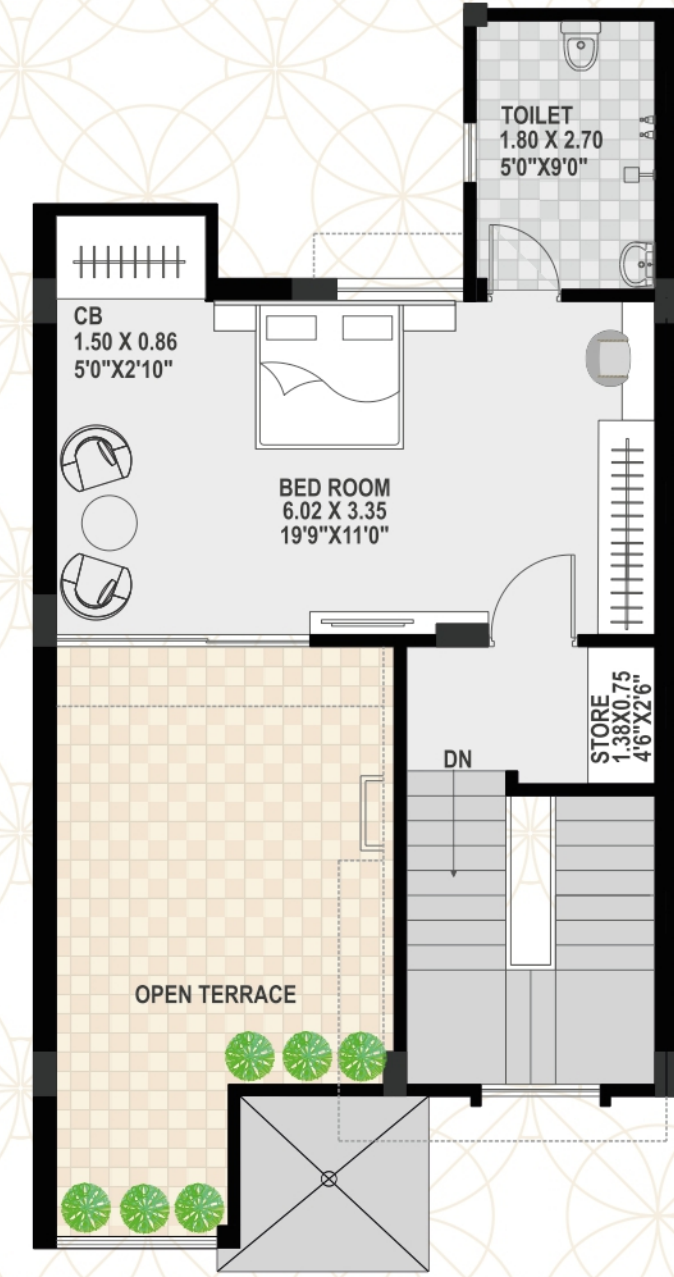 TOILET
1.80 X 2.70
5'0"X9'0"
CB
1.50 X 0.86
5'0"X2'10"
BED ROOM
6.02 X 3.35
19'9"X11'0"
STORE
1.38X0.75
4'6"X2'6"
DN
OPEN TERRACE